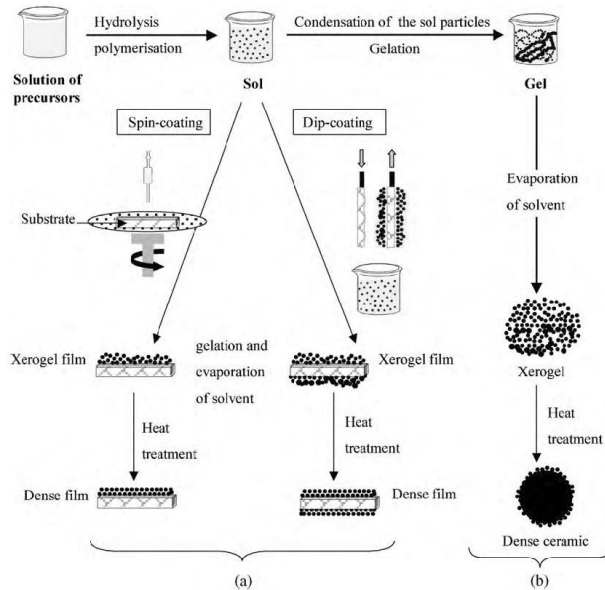 Hydrolysis
polymerisation
Condensation of the sol particles
Gelation
Solution of
precursors
Sol
Gel
Spin-coating
Dip-coating
Evaporation
of solvent
Substrate
Xerogel film
gelation and
evaporation
of solvent
Xerogel film
Xerogel
Heat
treatment
Heat
treatment
Heat
treatment
Dense film
Dense film
Dense ceramic
(a)
(b)